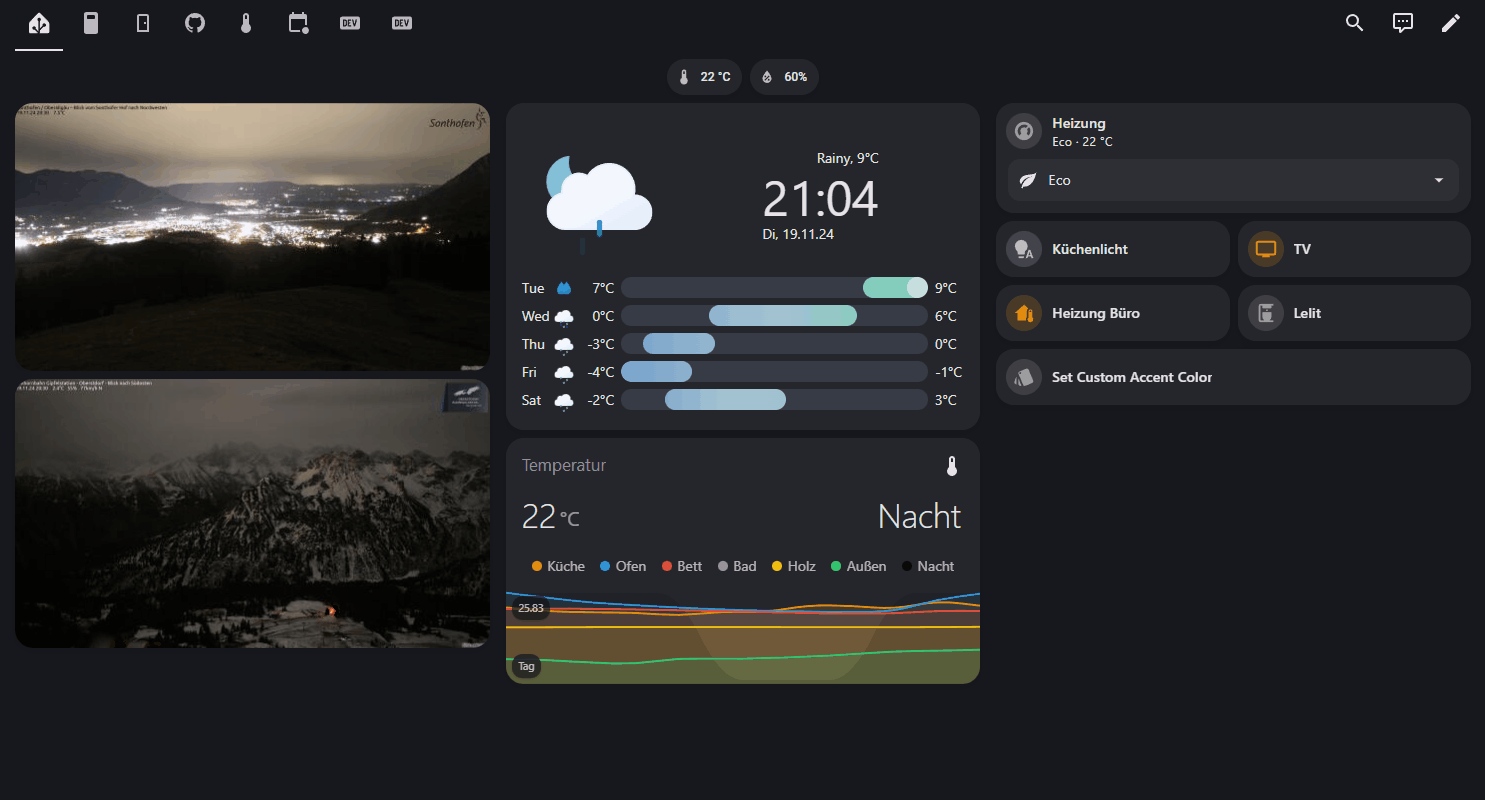 DEV
DEV
22 °C
60%
Sonthofen
Rainy, 9°C
21:04
Di, 19.11.24
Tue 7°C 9°C
Wed 0°C 6°C
Thu -3°C 0°C
Fri -4°C -1°C
Sat -2°C 3°C
Temperatur
22 °C
Nacht
Küche Ofen Bett Bad Holz Außen Nacht
25.83
Tag
Heizung
Eco · 22 °C
Eco
Küchenlicht
TV
Heizung Büro
Lelit
Set Custom Accent Color